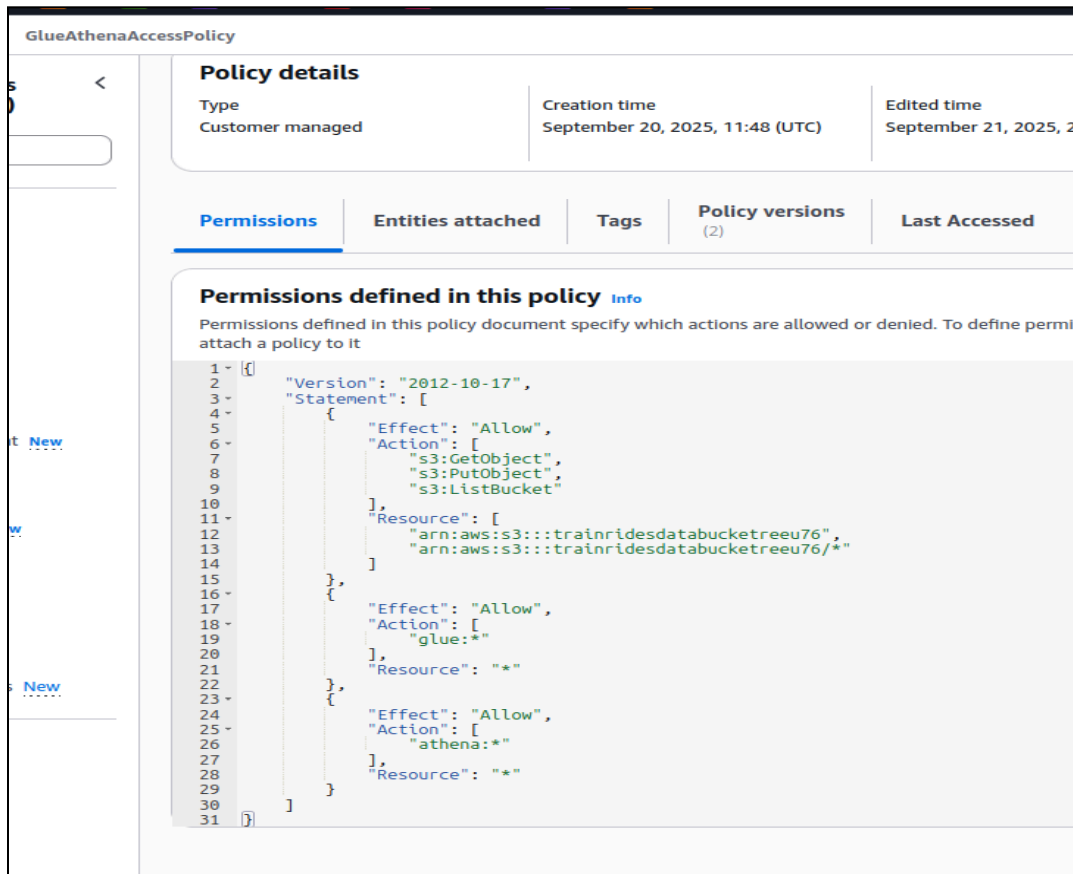 GlueAthenaAccessPolicy
Policy details
Type
Customer managed
Creation time
September 20, 2025, 11:48 (UTC)
Edited time
September 21, 2025, 2
Permissions
Entities attached
Tags
Policy versions
(2)
Last Accessed
Permissions defined in this policy Info
Permissions defined in this policy document specify which actions are allowed or denied. To define permi
attach a policy to it
1 {
2 "Version": "2012-10-17",
3 "Statement": [
4 {
5 "Effect": "Allow",
6 "Action": [
7 "s3:GetObject",
8 "s3:PutObject",
9 "s3:ListBucket"
10 ],
11 "Resource": [
12 "arn:aws:s3:::trainridesdatabucketreeu76",
13 "arn:aws:s3:::trainridesdatabucketreeu76/*"
14 ]
15 },
16 {
17 "Effect": "Allow",
18 "Action": [
19 "glue:*"
20 ],
21 "Resource": "*"
22 },
23 {
24 "Effect": "Allow",
25 "Action": [
26 "athena:*"
27 ],
28 "Resource": "*"
29 }
30 ]
31 }
New
New